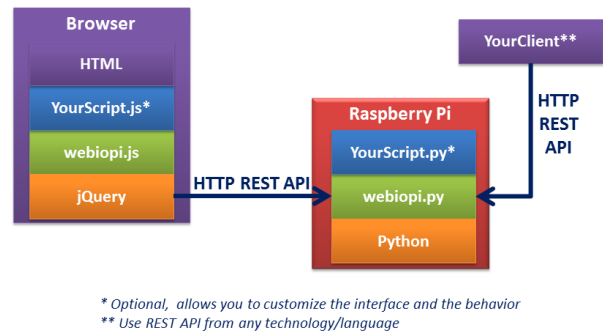 Browser
HTML
YourScript.js*
webiopi.js
jQuery
HTTP REST API
Raspberry Pi
YourScript.py*
webiopi.py
Python
YourClient**
HTTP
REST
API
* Optional, allows you to customize the interface and the behavior
** Use REST API from any technology/language